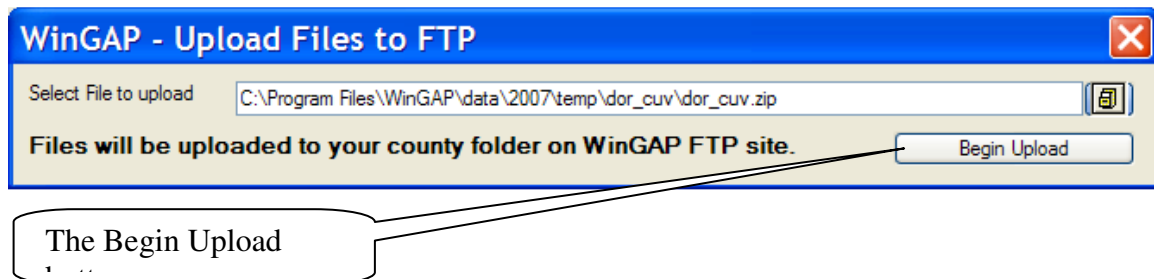 WinGAP - Upload Files to FTP
Select File to upload
C:\Program Files\WinGAP\data\2007\temp\dor_cuv\dor_cuv.zip
Files will be uploaded to your county folder on WinGAP FTP site.
Begin Upload
The Begin Upload